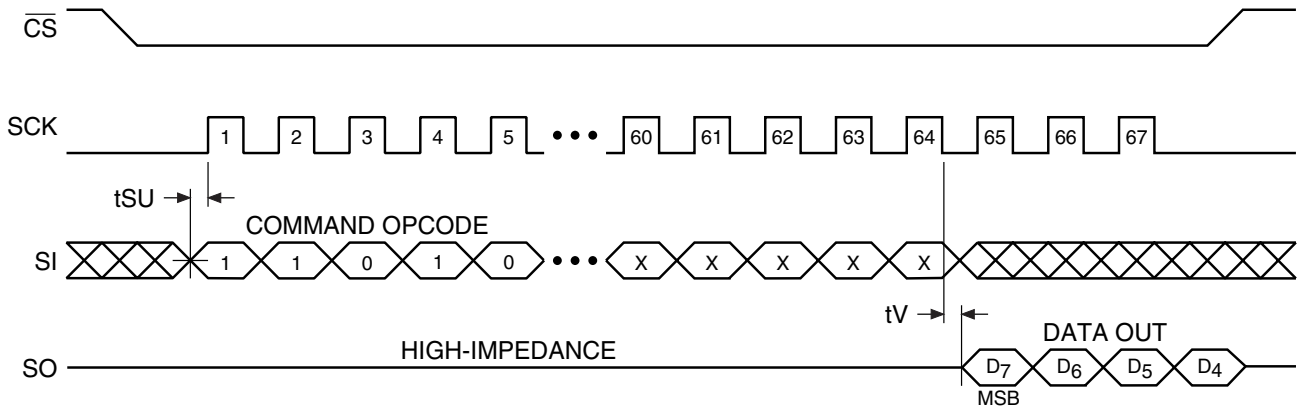 CS
SCK
1 2 3 4 5 ••• 60 61 62 63 64 65 66 67
tSU
COMMAND OPCODE
SI
1 1 0 1 0 ••• X X X X X
tV
HIGH-IMPEDANCE
DATA OUT
SO
D7 D6 D5 D4
MSB